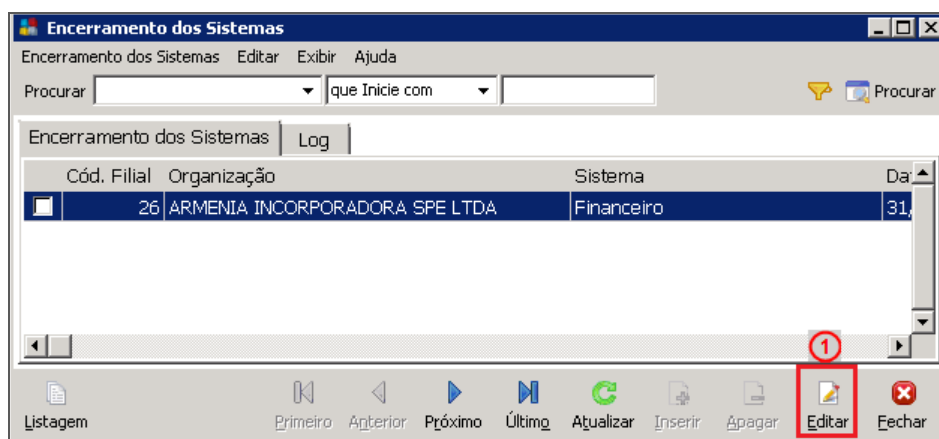 Encerramento dos Sistemas
Encerramento dos Sistemas Editar Exibir Ajuda
Procurar que Inicie com Procurar
Encerramento dos Sistemas Log
Cód. Filial Organização Sistema Da
26 ARMENIA INCORPORADORA SPE LTDA Financeiro 31,
1
Listagem Primeiro Anterior Próximo Último Atualizar Inserir Apagar Editar Fechar